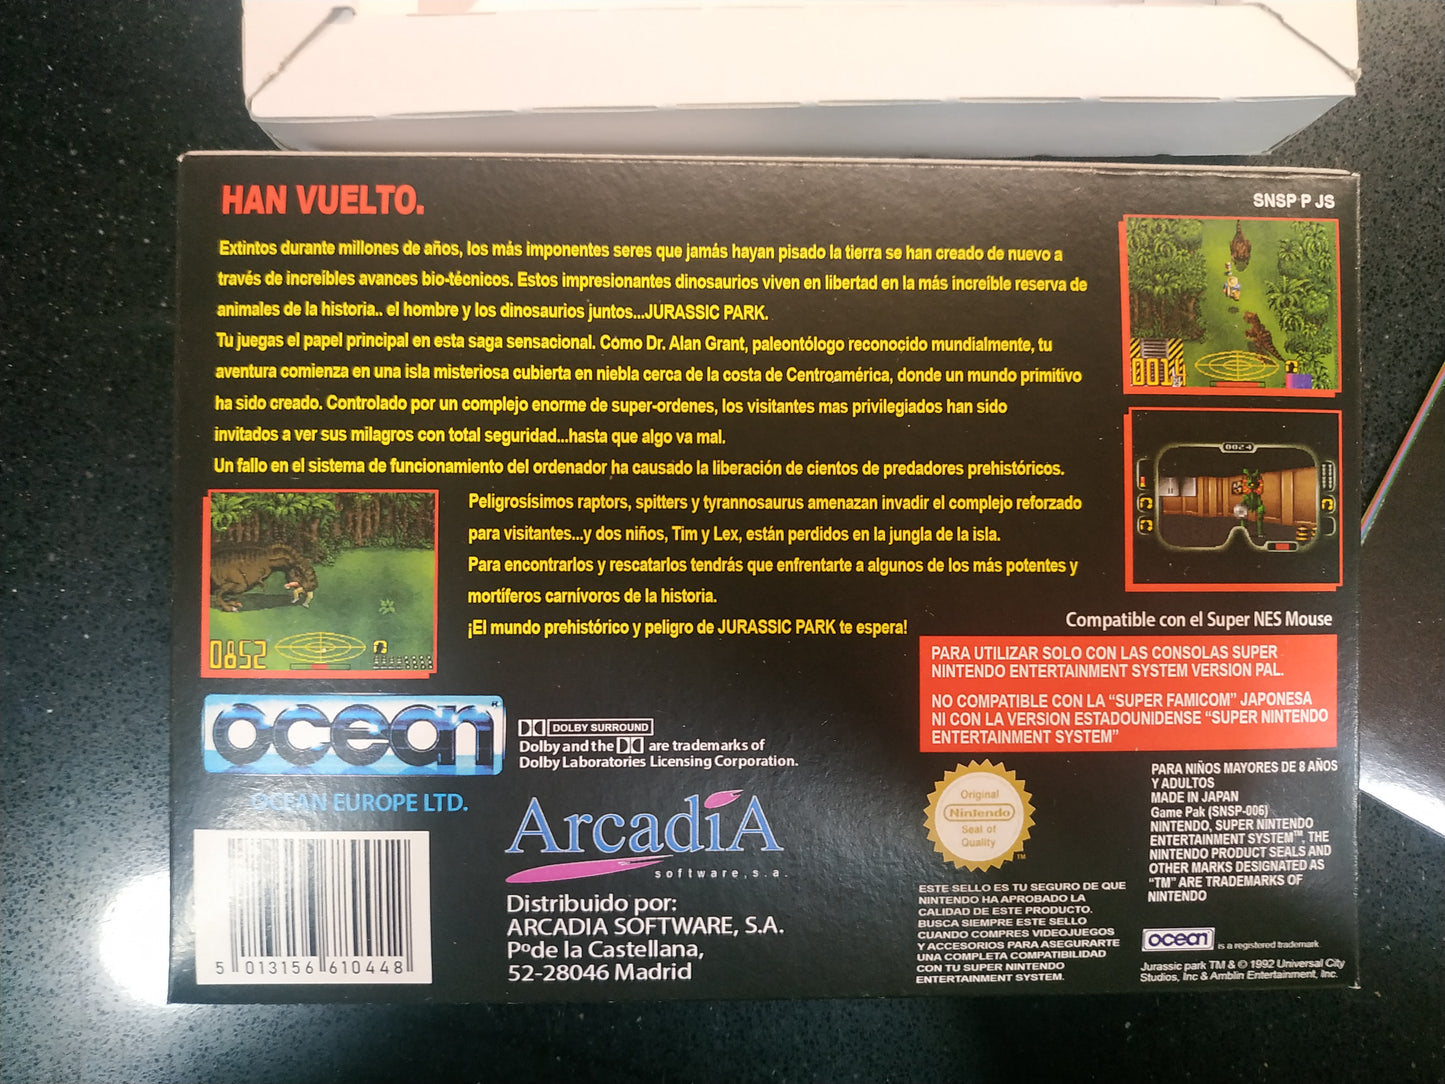 HAN VUELTO.
SNSP P JS
Extintos durante millones de años, los más imponentes seres que jamás hayan pisado la tierra se han creado de nuevo a
través de increíbles avances bio-técnicos. Estos impresionantes dinosaurios viven en libertad en la más increíble reserva de
animales de la historia.. el hombre y los dinosaurios juntos...JURASSIC PARK.
Tu juegas el papel principal en esta saga sensacional. Como Dr. Alan Grant, paleontólogo reconocido mundialmente, tu
aventura comienza en una isla misteriosa cubierta en niebla cerca de la costa de Centroamérica, donde un mundo primitivo
ha sido creado. Controlado por un complejo enorme de super-ordenes, los visitantes mas privilegiados han sido
invitados a ver sus milagros con total seguridad...hasta que algo va mal.
Un fallo en el sistema de funcionamiento del ordenador ha causado la liberación de cientos de predadores prehistóricos.
Peligrosísimos raptors, spitters y tyrannosaurus amenazan invadir el complejo reforzado
para visitantes...y dos niños, Tim y Lex, están perdidos en la jungla de la isla.
Para encontrarlos y rescatarlos tendrás que enfrentarte a algunos de los más potentes y
mortíferos carnívoros de la historia.
¡El mundo prehistórico y peligro de JURASSIC PARK te espera!
0024
0852
Compatible con el Super NES Mouse
PARA UTILIZAR SOLO CON LAS CONSOLAS SUPER
NINTENDO ENTERTAINMENT SYSTEM VERSION PAL.
NO COMPATIBLE CON LA “SUPER FAMICOM” JAPONESA
NI CON LA VERSION ESTADOUNIDENSE “SUPER NINTENDO
ENTERTAINMENT SYSTEM”
ocean®
OCEAN EUROPE LTD.
DOLBY SURROUND
Dolby and the are trademarks of
Dolby Laboratories Licensing Corporation.
ArcadiA
software, s.a.
Distribuido por:
ARCADIA SOFTWARE, S.A.
Pº de la Castellana,
52-28046 Madrid
5 013156 610448
Original
Nintendo
Seal of
Quality
TM
ESTE SELLO ES TU SEGURO DE QUE
NINTENDO HA APROBADO LA
CALIDAD DE ESTE PRODUCTO.
BUSCA SIEMPRE ESTE SELLO
CUANDO COMPRES VIDEOJUEGOS
Y ACCESORIOS PARA ASEGURARTE
UNA COMPLETA COMPATIBILIDAD
CON TU SUPER NINTENDO
ENTERTAINMENT SYSTEM.
PARA NIÑOS MAYORES DE 8 AÑOS
Y ADULTOS
MADE IN JAPAN
Game Pak (SNSP-006)
NINTENDO, SUPER NINTENDO
ENTERTAINMENT SYSTEM™, THE
NINTENDO PRODUCT SEALS AND
OTHER MARKS DESIGNATED AS
“TM” ARE TRADEMARKS OF
NINTENDO
ocean is a registered trademark
Jurassic park TM & © 1992 Universal City
Studios, Inc & Amblin Entertainment, Inc.